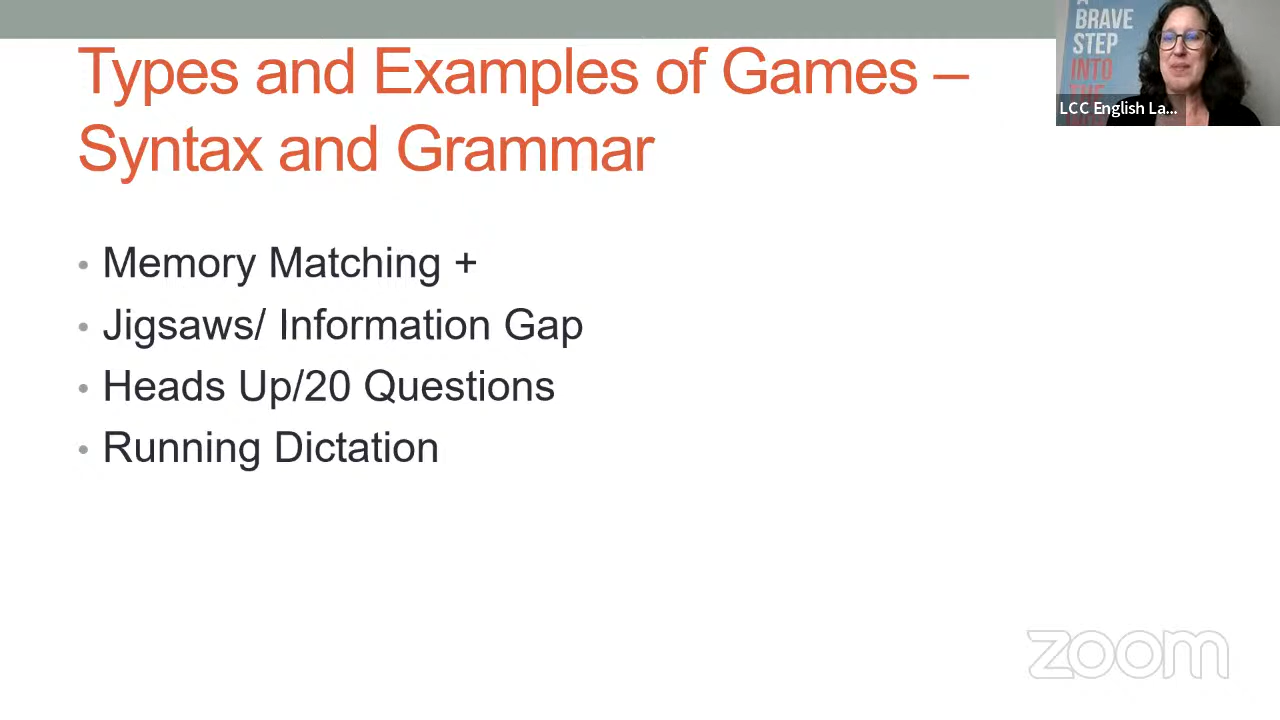 Types and Examples of Games –
Syntax and Grammar
• Memory Matching +
• Jigsaws/ Information Gap
• Heads Up/20 Questions
• Running Dictation
A
BRAVE
STEP
INTO
THE
LCC English La...
zoom